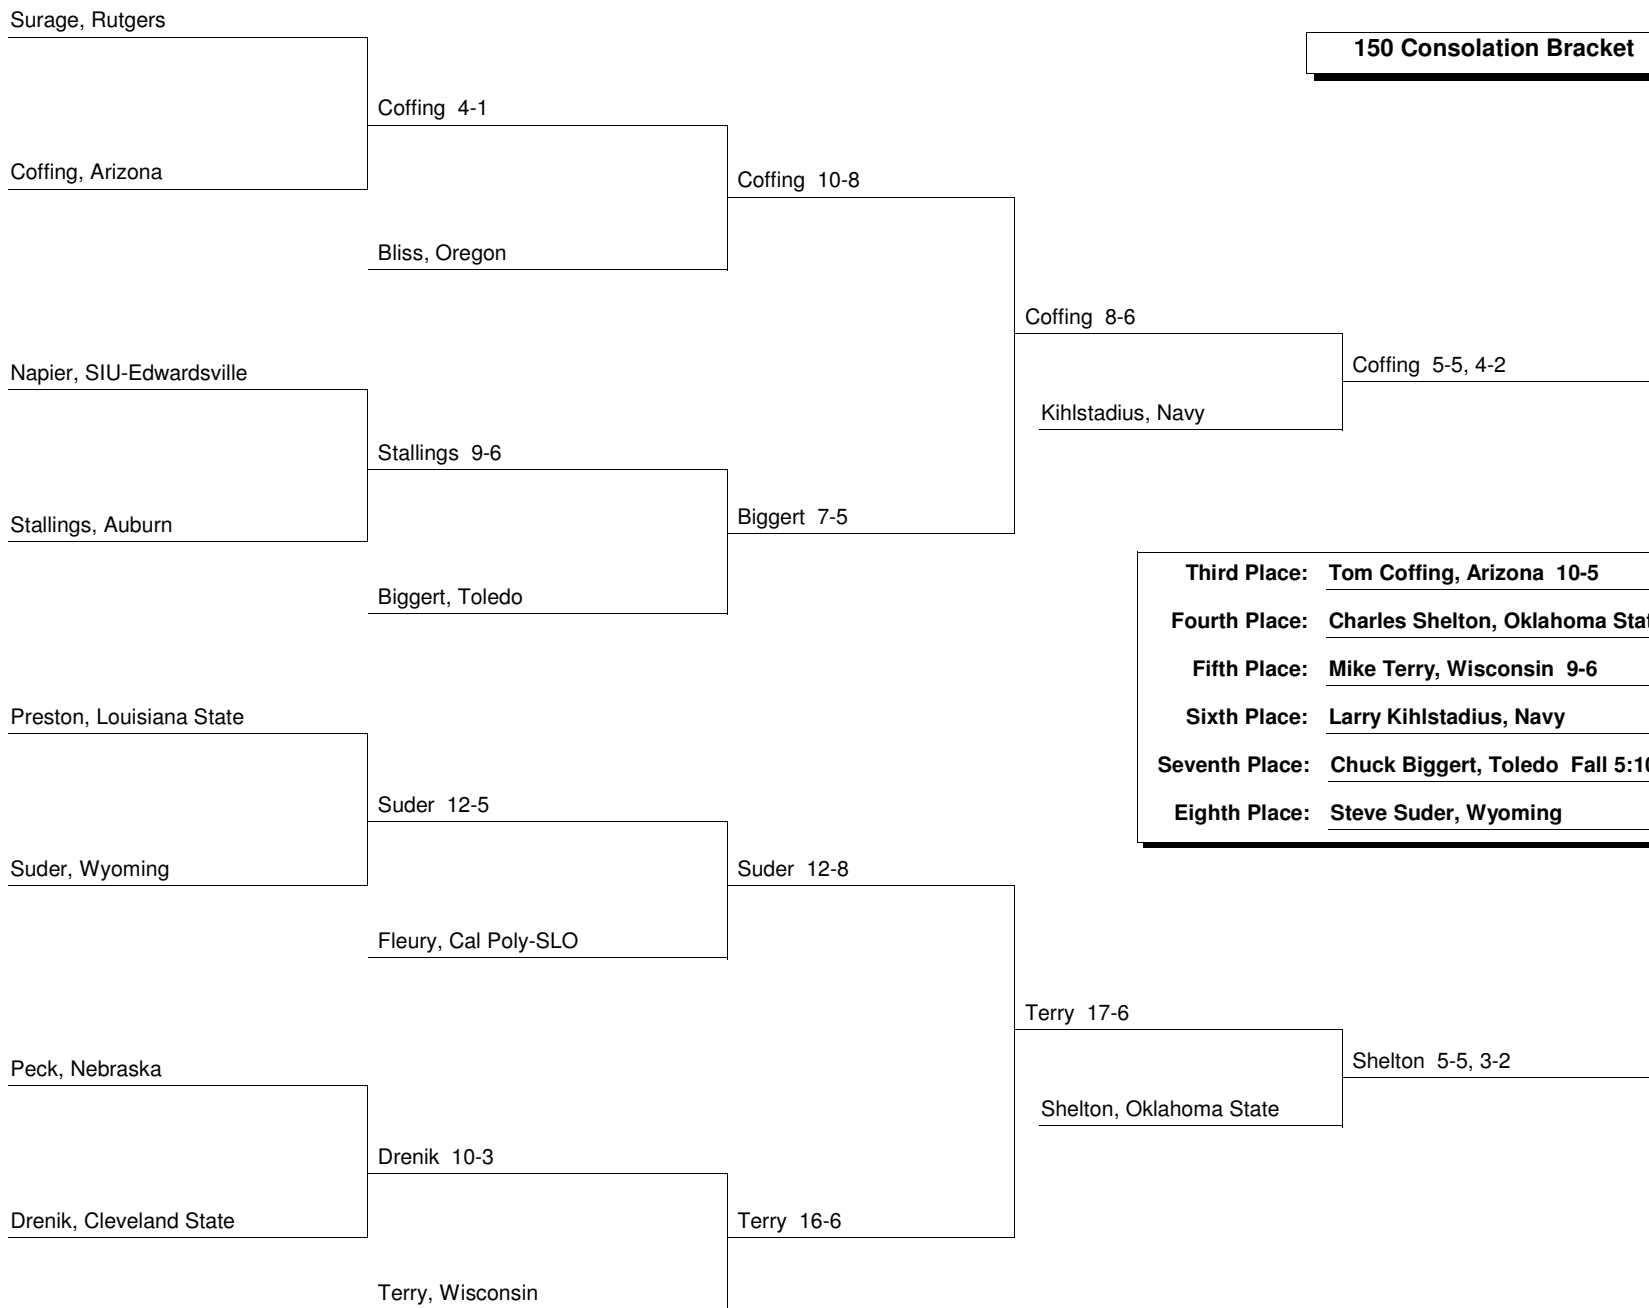 Surage, Rutgers
150 Consolation Bracket
Coffing 4-1
Coffing, Arizona
Coffing 10-8
Bliss, Oregon
Coffing 8-6
Napier, SIU-Edwardsville
Coffing 5-5, 4-2
Kihlstadius, Navy
Stallings 9-6
Stallings, Auburn
Biggert 7-5
Biggert, Toledo
Third Place: Tom Coffing, Arizona 10-5
Fourth Place: Charles Shelton, Oklahoma
Fifth Place: Mike Terry, Wisconsin 9-6
Sixth Place: Larry Kihlstadius, Navy
Seventh Place: Chuck Biggert, Toledo Fall
Eighth Place: Steve Suder, Wyoming
Preston, Louisiana State
Suder 12-5
Suder, Wyoming
Suder 12-8
Fleury, Cal Poly-SLO
Terry 17-6
Peck, Nebraska
Shelton 5-5, 3-2
Shelton, Oklahoma State
Drenik 10-3
Drenik, Cleveland State
Terry 16-6
Terry, Wisconsin